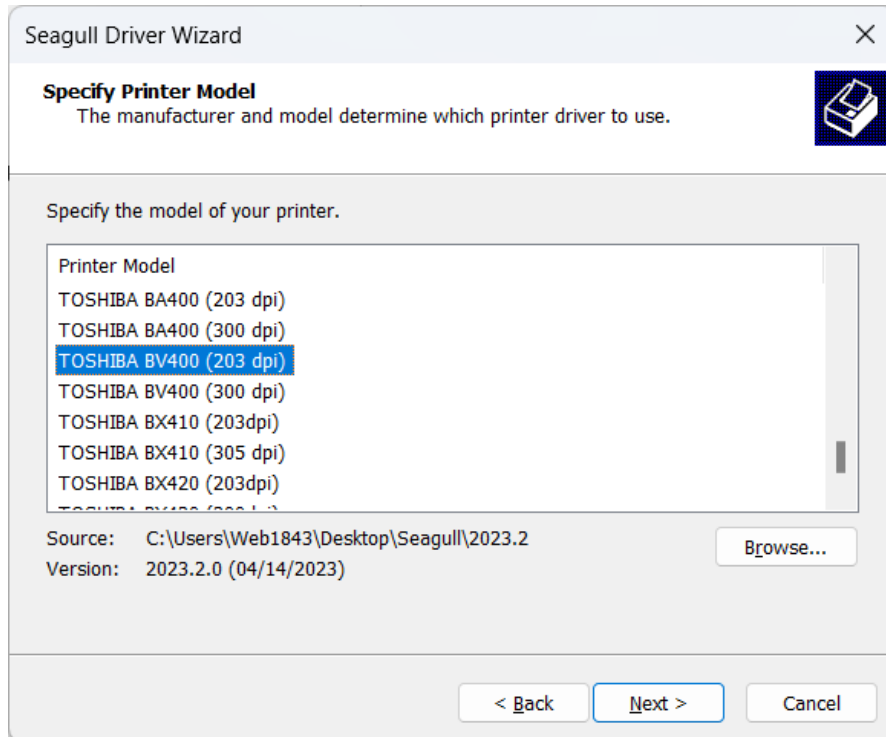 Seagull Driver Wizard
Specify Printer Model
The manufacturer and model determine which printer driver to use.
Specify the model of your printer.
Printer Model
TOSHIBA BA400 (203 dpi)
TOSHIBA BA400 (300 dpi)
TOSHIBA BV400 (203 dpi)
TOSHIBA BV400 (300 dpi)
TOSHIBA BX410 (203dpi)
TOSHIBA BX410 (305 dpi)
TOSHIBA BX420 (203dpi)
Source: C:\Users\Web1843\Desktop\Seagull\2023.2
Browse...
Version: 2023.2.0 (04/14/2023)
< Back Next > Cancel